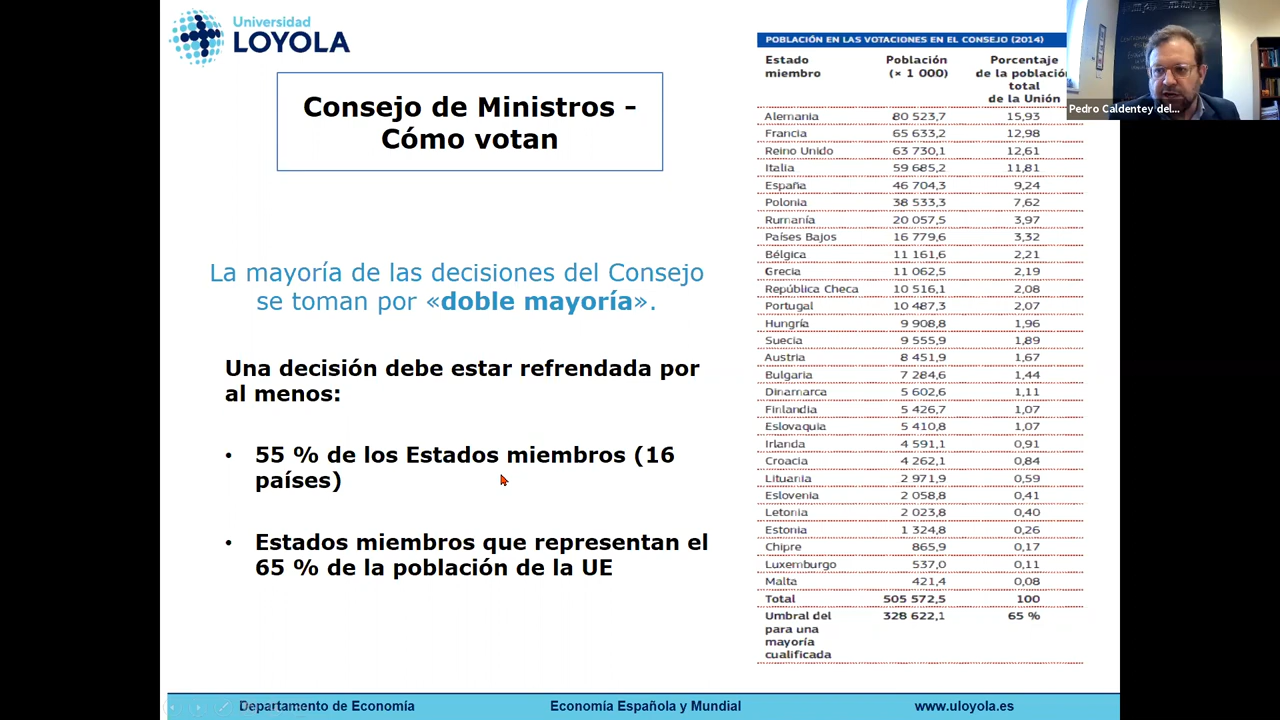 Universidad
LOYOLA
Consejo de Ministros -
Cómo votan
La mayoría de las decisiones del Consejo
se toman por «doble mayoría».
Una decisión debe estar refrendada por
al menos:
• 55 % de los Estados miembros (16
países)
• Estados miembros que representan el
65 % de la población de la UE
POBLACIÓN EN LAS VOTACIONES EN EL CONSEJO (2014)
Estado miembro Población (× 1 000) Porcentaje de la población total de la Unión
Alemania 80 523,7 15,93
Francia 65 633,2 12,98
Reino Unido 63 730,1 12,61
Italia 59 685,2 11,81
España 46 704,3 9,24
Polonia 38 533,3 7,62
Rumanía 20 057,5 3,97
Países Bajos 16 779,6 3,32
Bélgica 11 161,6 2,21
Grecia 11 062,5 2,19
República Checa 10 516,1 2,08
Portugal 10 487,3 2,07
Hungría 9 908,8 1,96
Suecia 9 555,9 1,89
Austria 8 451,9 1,67
Bulgaria 7 284,6 1,44
Dinamarca 5 602,6 1,11
Finlandia 5 426,7 1,07
Eslovaquia 5 410,8 1,07
Irlanda 4 591,1 0,91
Croacia 4 262,1 0,84
Lituania 2 971,9 0,59
Eslovenia 2 058,8 0,41
Letonia 2 023,8 0,40
Estonia 1 324,8 0,26
Chipre 865,9 0,17
Luxemburgo 537,0 0,11
Malta 421,4 0,08
Total 505 572,5 100
Umbral del 328 622,1 65 %
para una
mayoría
cualificada
Pedro Caldentey del...
Departamento de Economía
Economía Española y Mundial
www.uloyola.es